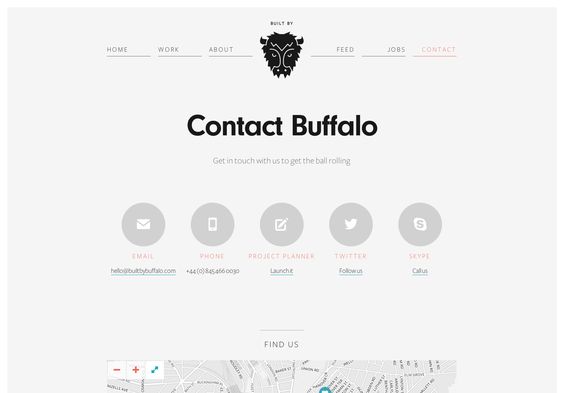 BUILT BY
HOME WORK ABOUT FEED JOBS CONTACT
Contact Buffalo
Get in touch with us to get the ball rolling
EMAIL PHONE PROJECT PLANNER TWITTER SKYPE
hello@builtbybuffalo.com +44 (0) 845 466 0030 Launch it Follow us Call us
FIND US